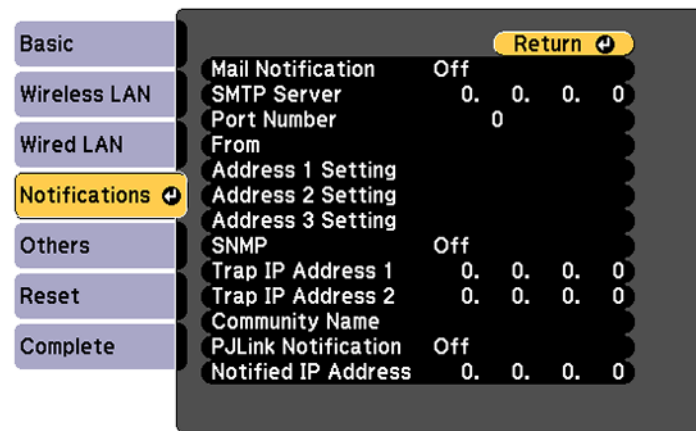 Basic
Wireless LAN
Wired LAN
Notifications
Others
Reset
Complete
Return
Mail Notification Off
SMTP Server 0. 0. 0. 0
Port Number 0
From
Address 1 Setting
Address 2 Setting
Address 3 Setting
SNMP Off
Trap IP Address 1 0. 0. 0. 0
Trap IP Address 2 0. 0. 0. 0
Community Name
PJLink Notification Off
Notified IP Address 0. 0. 0. 0